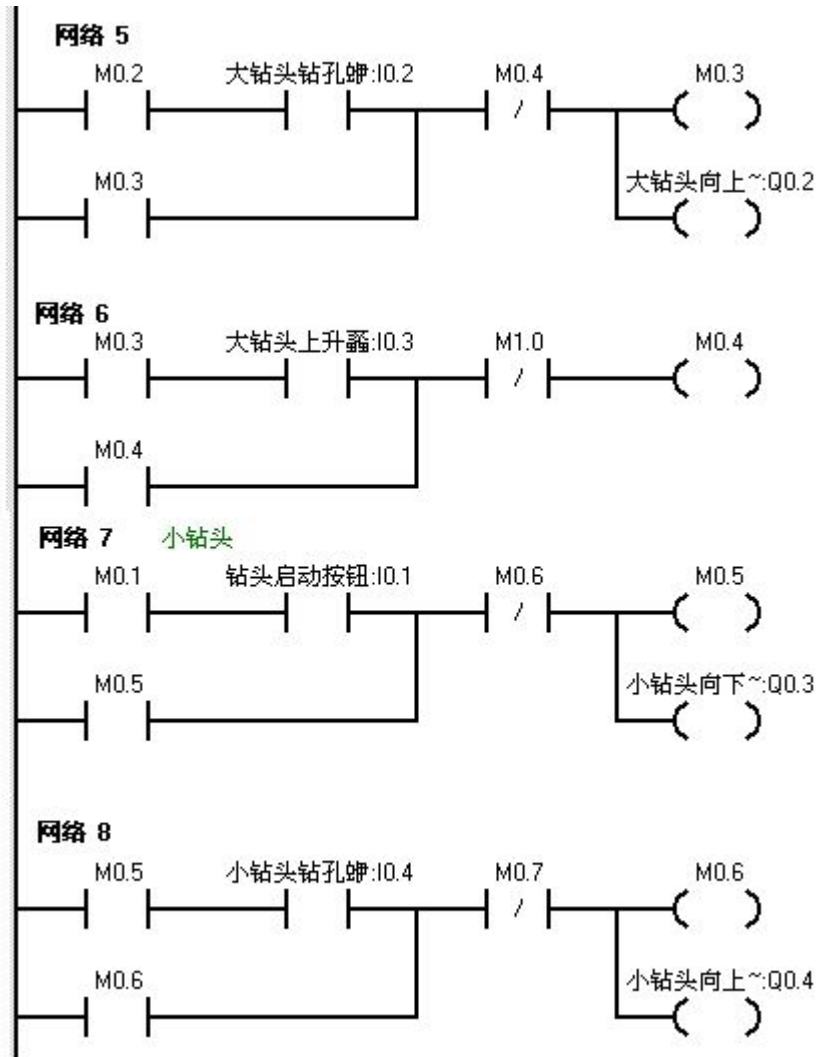 网络 5
M0.2 大钻头钻孔:I0.2 M0.4 M0.3
M0.3 大钻头向上~:Q0.2
网络 6
M0.3 大钻头上升:I0.3 M1.0 M0.4
M0.4
网络 7 小钻头
M0.1 钻头启动按钮:I0.1 M0.6 M0.5
M0.5 小钻头向下~:Q0.3
网络 8
M0.5 小钻头钻孔:I0.4 M0.7 M0.6
M0.6 小钻头向上~:Q0.4